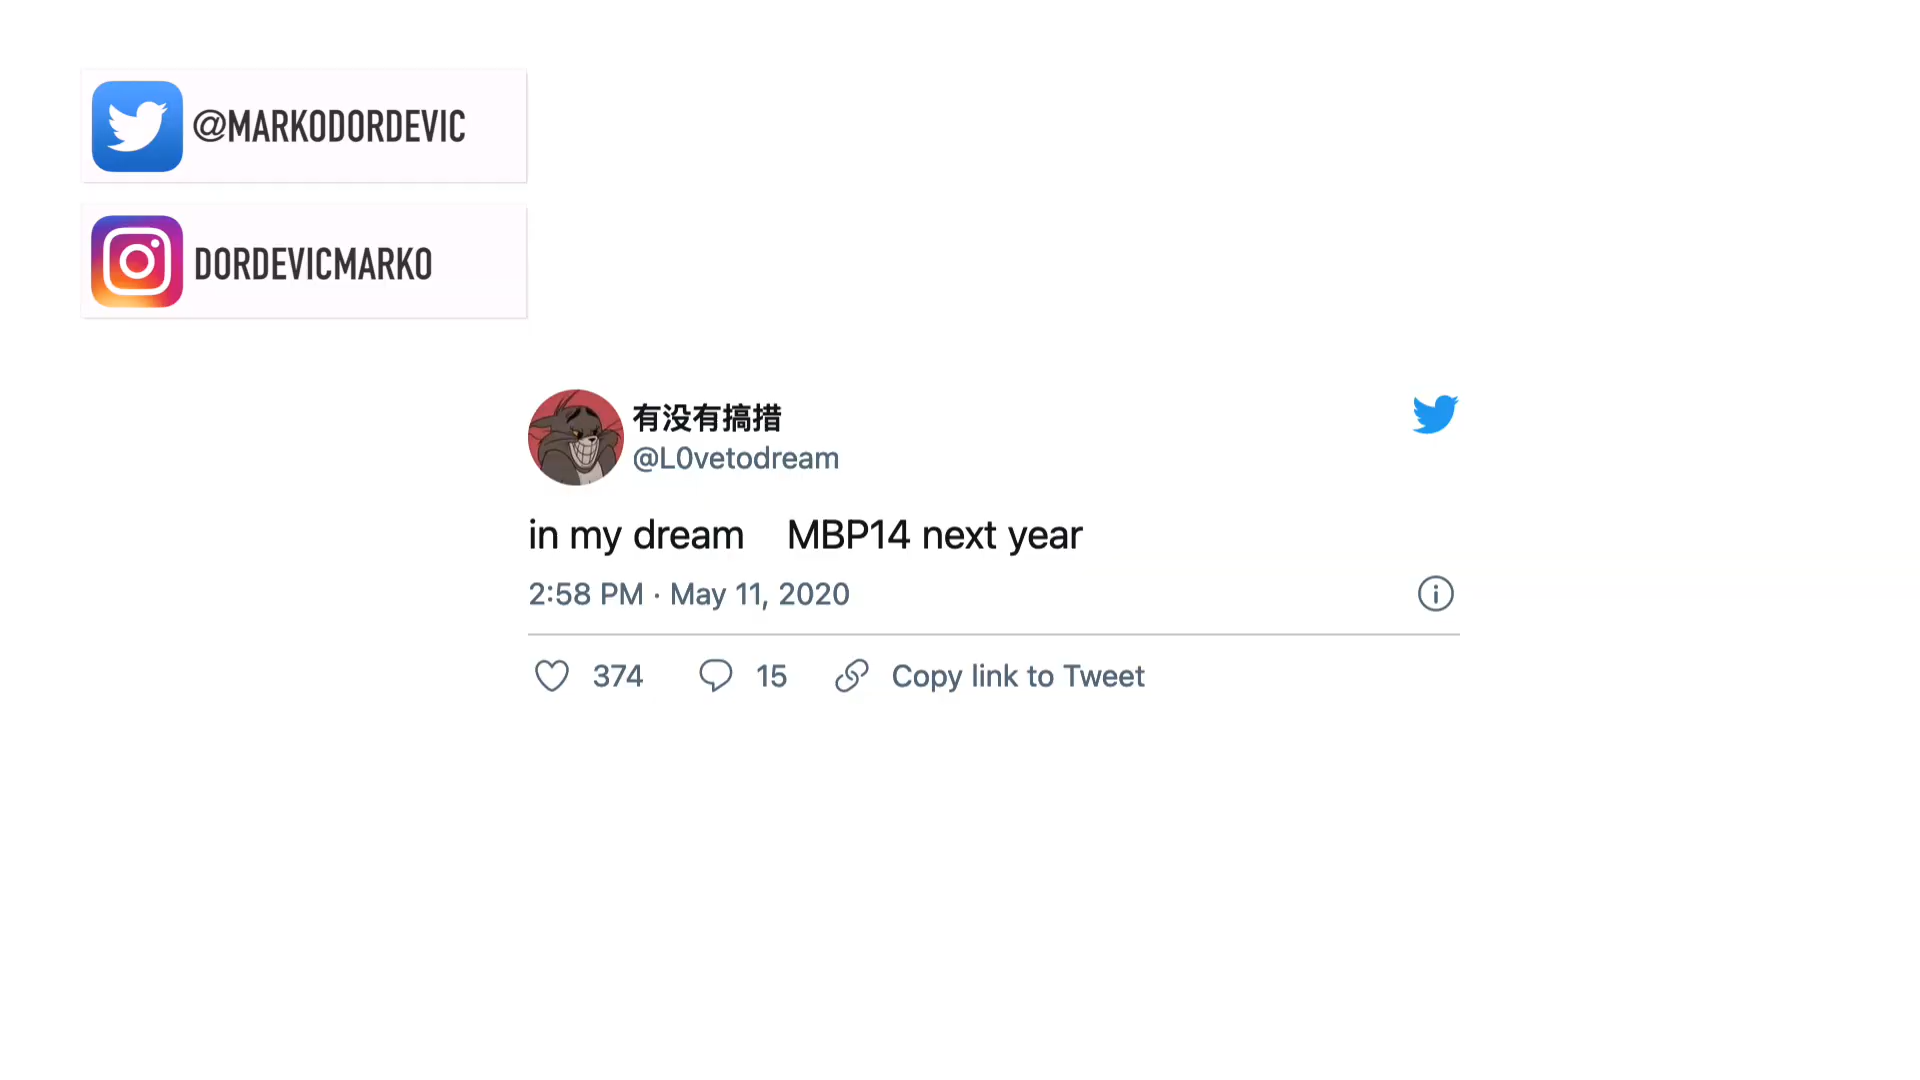 @MARKODORDEVIC
DORDEVICMARKO
有没有搞措
@L0vetodream
in my dream MBP14 next year
2:58 PM · May 11, 2020
374 15 Copy link to Tweet